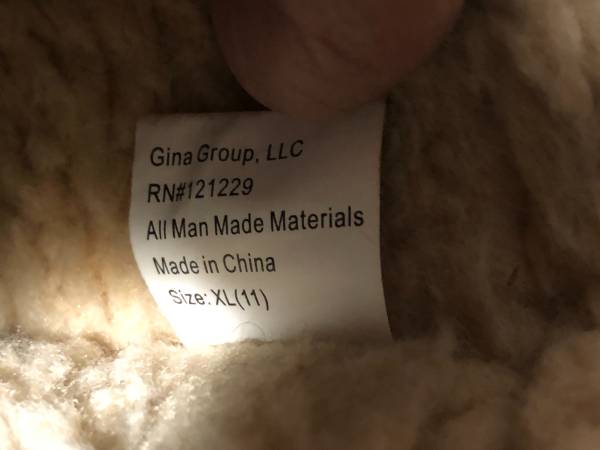 Gina Group, LLC
RN#121229
All Man Made Materials
Made in China
Size: XL(11)